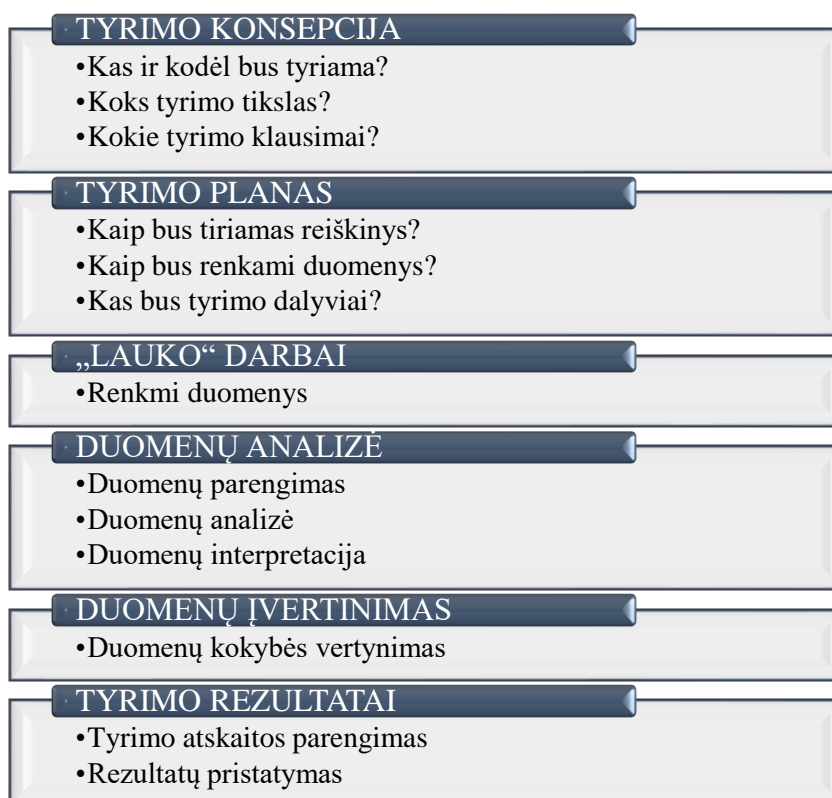 TYRIMO KONSEPCIJA
•Kas ir kodėl bus tyriama?
•Koks tyrimo tikslas?
•Kokie tyrimo klausimai?
TYRIMO PLANAS
•Kaip bus tiriamas reiškinys?
•Kaip bus renkami duomenys?
•Kas bus tyrimo dalyviai?
„LAUKO“ DARBAI
•Renkmi duomenys
DUOMENŲ ANALIZĖ
•Duomenų parengimas
•Duomenų analizė
•Duomenų interpretacija
DUOMENŲ ĮVERTINIMAS
•Duomenų kokybės vertynimas
TYRIMO REZULTATAI
•Tyrimo atskaitos parengimas
•Rezultatų pristatymas